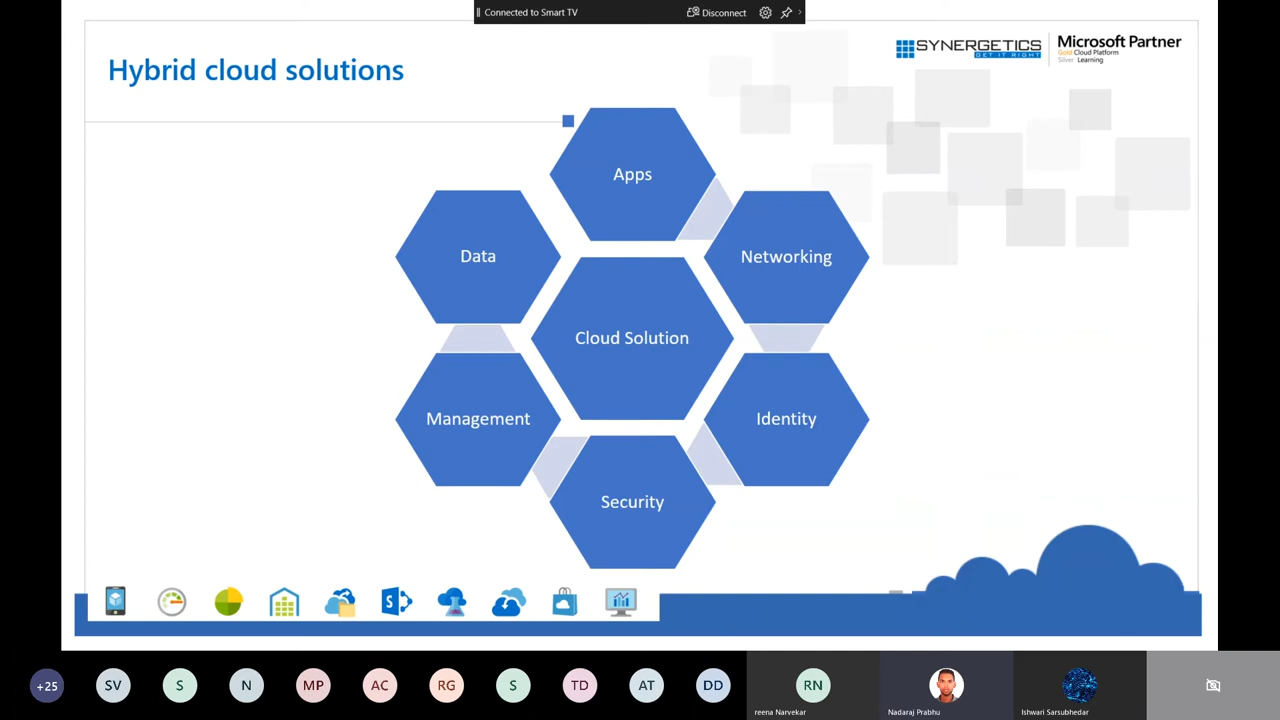 Connected to Smart TV
Disconnect
Hybrid cloud solutions
SYNERGETICS
GET IT RIGHT
Microsoft Partner
Gold Cloud Platform
Silver Learning
Apps
Data
Networking
Cloud Solution
Management
Identity
Security
S
+25
SV
S
N
MP
AC
RG
S
TD
AT
DD
RN
reena Narvekar
Nadaraj Prabhu
Ishwari Sarsubhedar